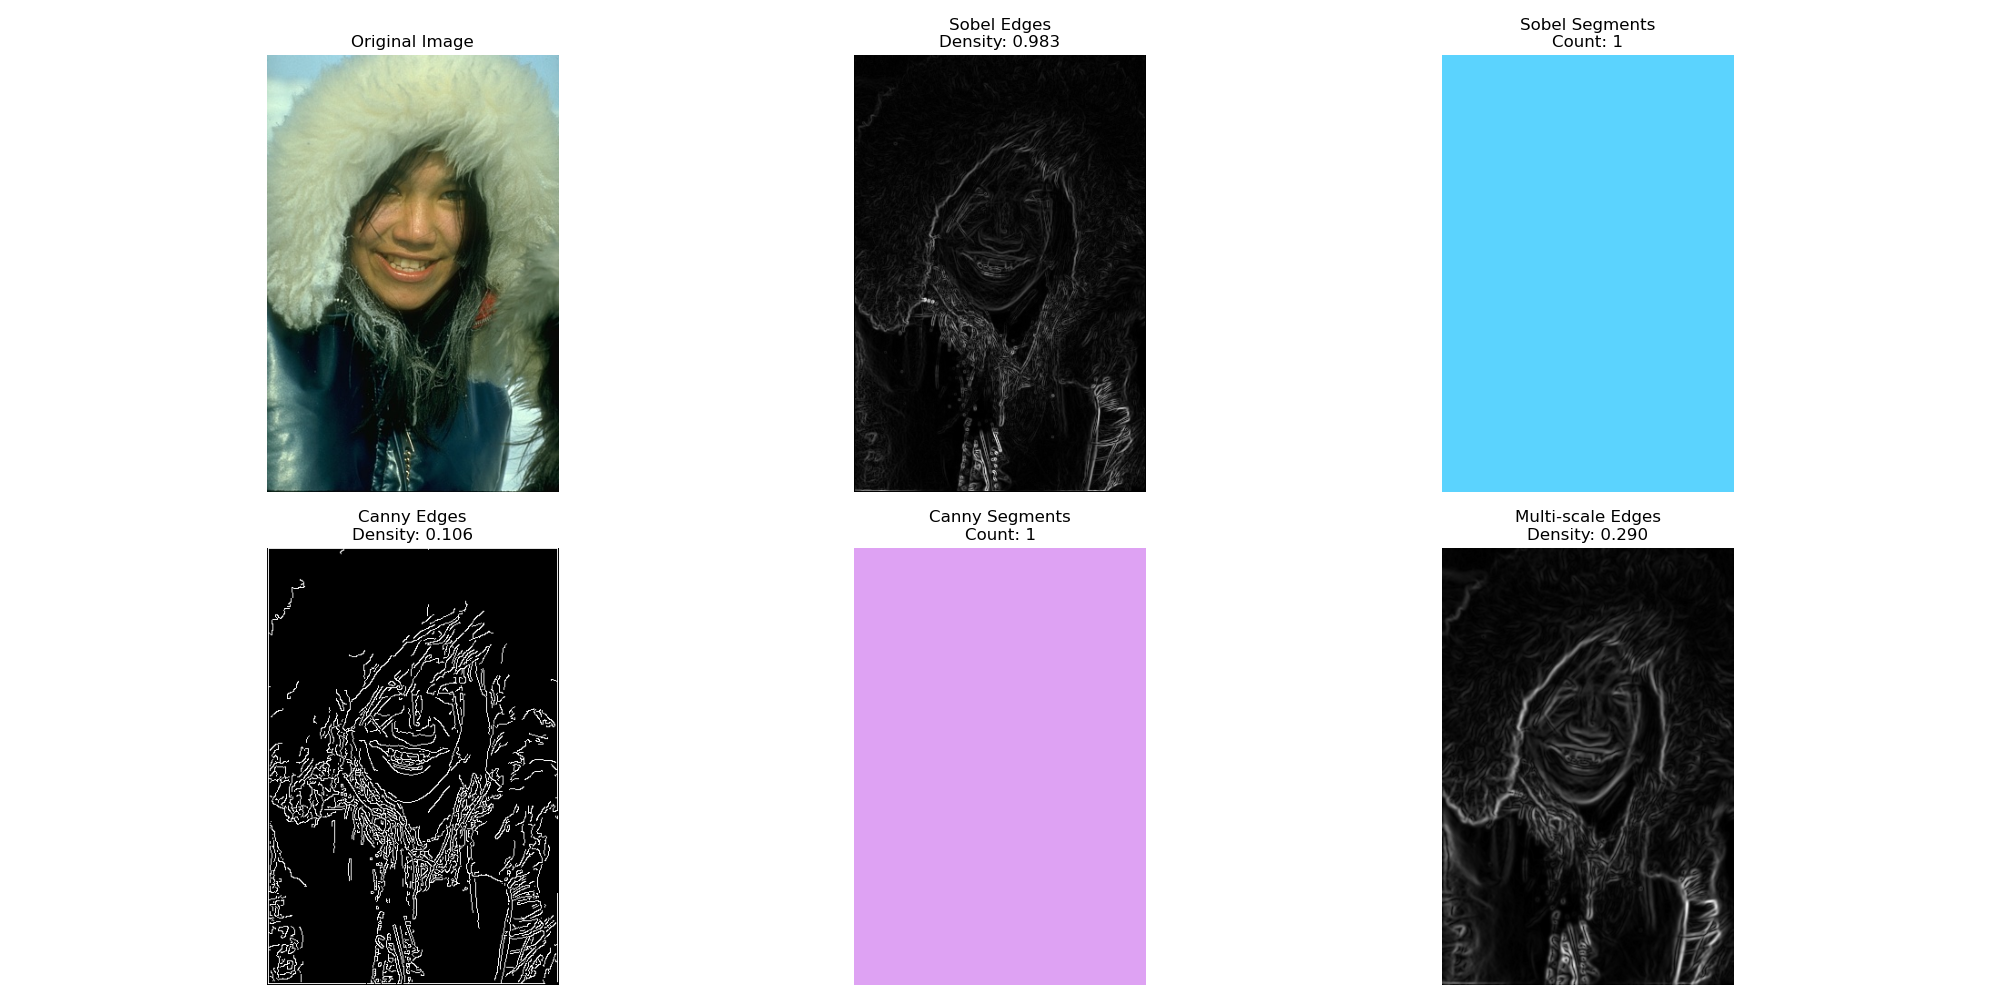 Original Image
Sobel Edges
Density: 0.983
Sobel Segments
Count: 1
Canny Edges
Density: 0.106
Canny Segments
Count: 1
Multi-scale Edges
Density: 0.290